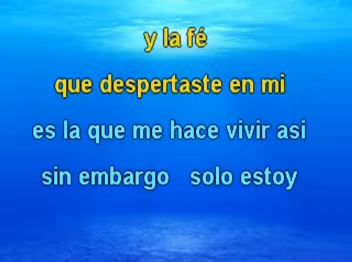 y la fé
que despertaste en mi
es la que me hace vivir asi
sin embargo solo estoy